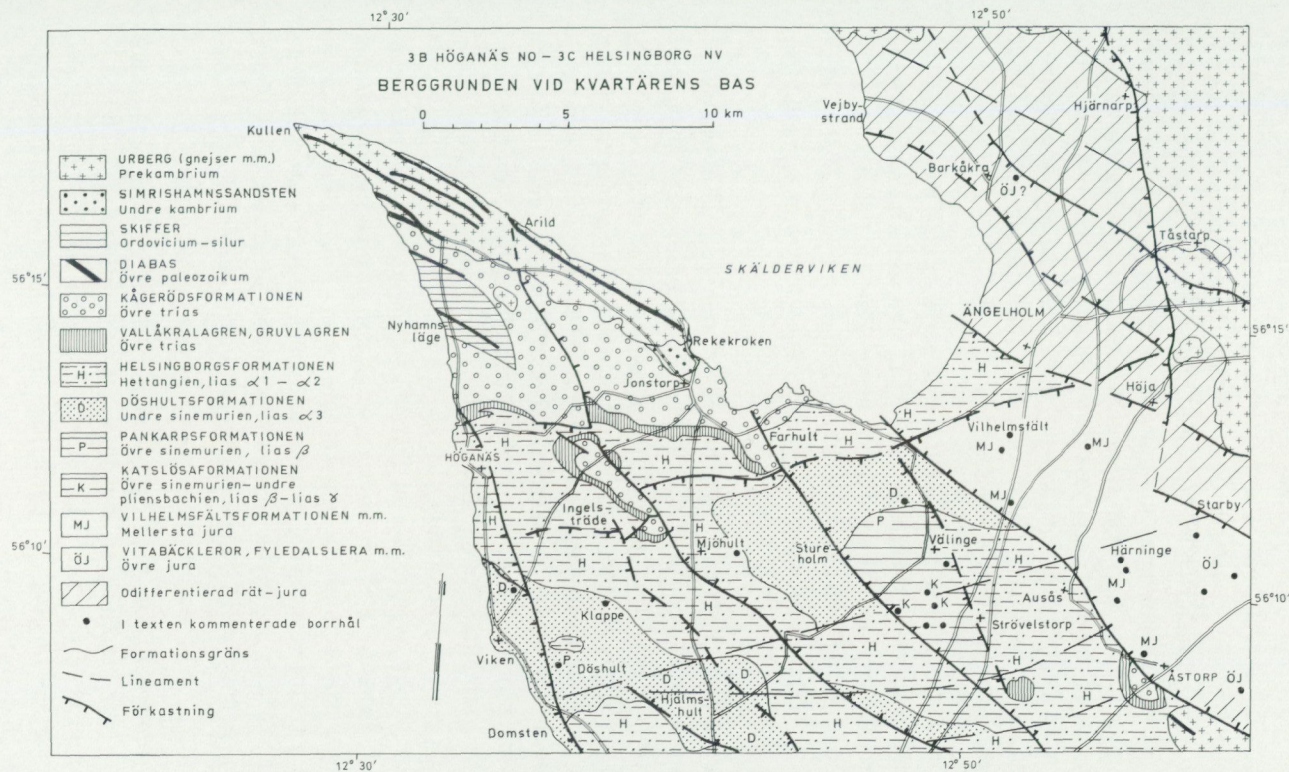 12°30′
12°50′
3B HÖGANÄS NO – 3C HELSINGBORG NV
BERGGRUNDEN VID KVARTÄRENS BAS
0 5 10 km
Kullen
URBERG (gnejser m.m.)
Prekambrium
SIMRISHAMNSSANDSTEN
Undre kambrium
SKIFFER
Ordovicium–silur
DIABAS
Övre paleozoikum
KÅGERÖDSFORMATIONEN
Övre trias
VALLÅKRALAGREN, GRUVLAGREN
Övre trias
H HELSINGBORGSFORMATIONEN
Hettangien, lias α1 – α2
D DÖSHULTSFORMATIONEN
Undre sinemurien, lias α3
P PANKARPSFORMATIONEN
Övre sinemurien, lias β
K KATSLÖSAFORMATIONEN
Övre sinemurien–undre
pliensbachien, lias β–lias γ
MJ VILHELMSFÄLTSFORMATIONEN m.m.
Mellersta jura
ÖJ VITABÄCKLEROR, FYLEDALSLERA m.m.
Övre jura
Odifferentierad rät-jura
I texten kommenterade borrhål
Formationsgräns
Lineament
Förkastning
56°15′
56°10′
Vejby-
strand
Hjärnarp
Barkåkra
ÖJ?
Tåstarp
Arild
SKÄLDERVIKEN
ÄNGELHOLM
56°15′
Nyhamns-
läge
Rekekroken
Jonstorp
H
Höja
H
Vilhelmsfält
MJ
MJ
Farhult
H
H
HÖGANÄS
H
D
MJ
Starby
Ingels-
träde
H
H
P
Mjöhult
Sture-
holm
Välinge
Härninge
ÖJ
MJ
D
H
K
K
K
Ausås
H
56°10′
Klappe
H
Strövelstorp
Viken
P
Döshult
H
H
H
MJ
ÅSTORP
ÖJ
D
D
Hjälms-
hult
H
H
Domsten
H
D
H
12°30′
12°50′